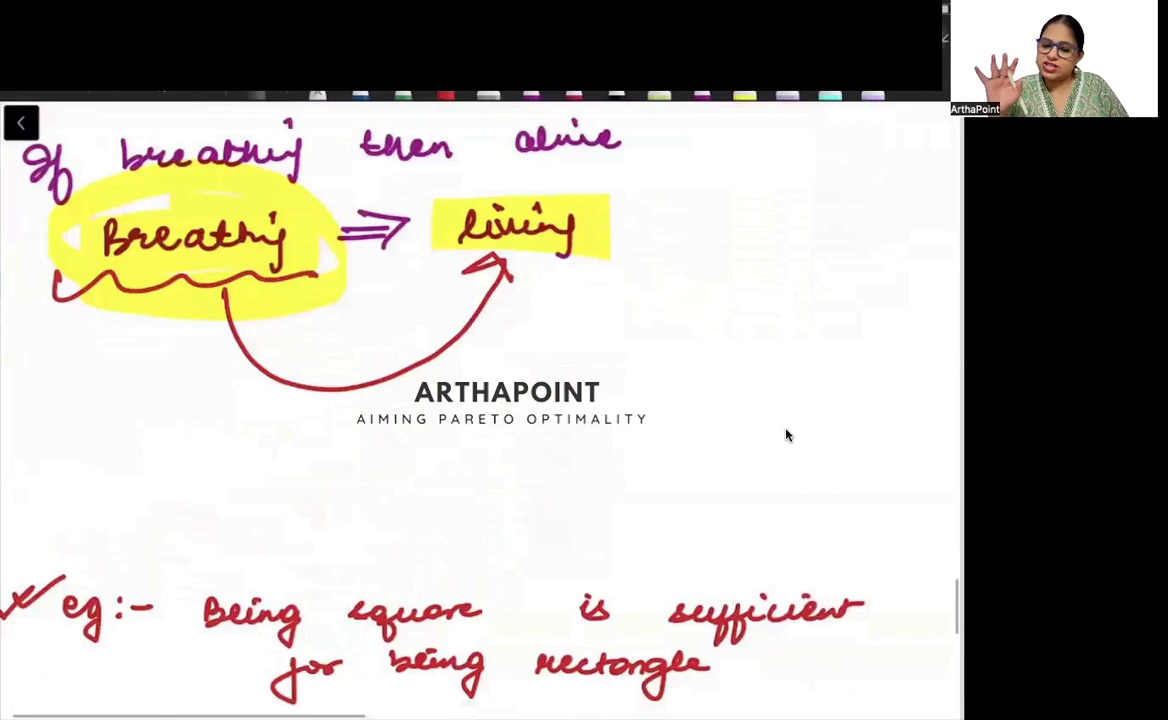 ArthaPoint
If breathing then alive
Breathing ⇒ living
ARTHAPOINT
AIMING PARETO OPTIMALITY
eg:- Being square is sufficient
for being rectangle